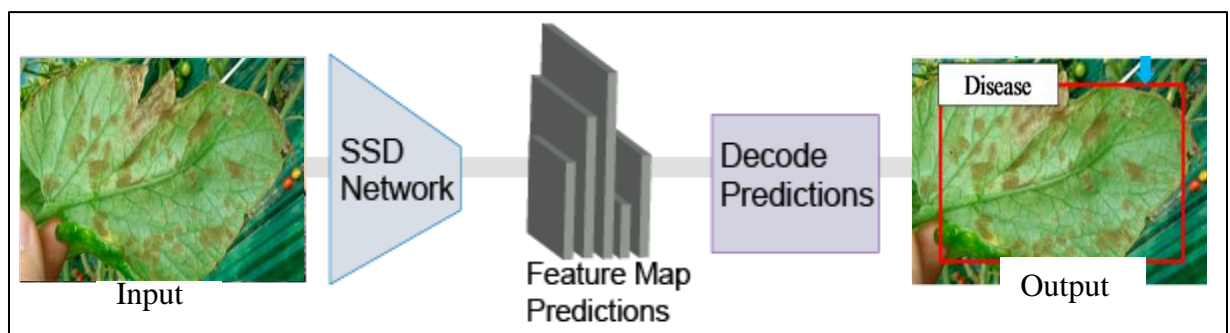 Input
SSD
Network
Feature Map
Predictions
Decode
Predictions
Disease
Output